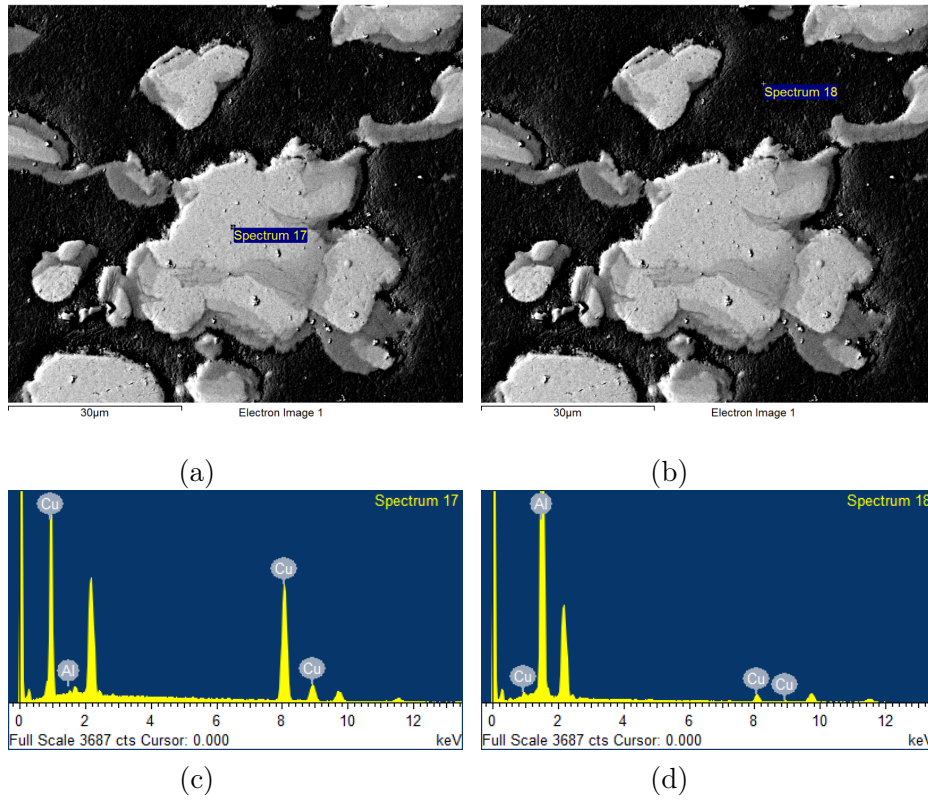 Spectrum 17
30µm
Electron Image 1
(a)
Spectrum 18
30µm
Electron Image 1
(b)
Spectrum 17
Cu
Al
Cu
Cu
0 2 4 6 8 10 12
Full Scale 3687 cts Cursor: 0.000 keV
(c)
Spectrum 18
Al
Cu
Cu
Cu
0 2 4 6 8 10 12
Full Scale 3687 cts Cursor: 0.000
(d)